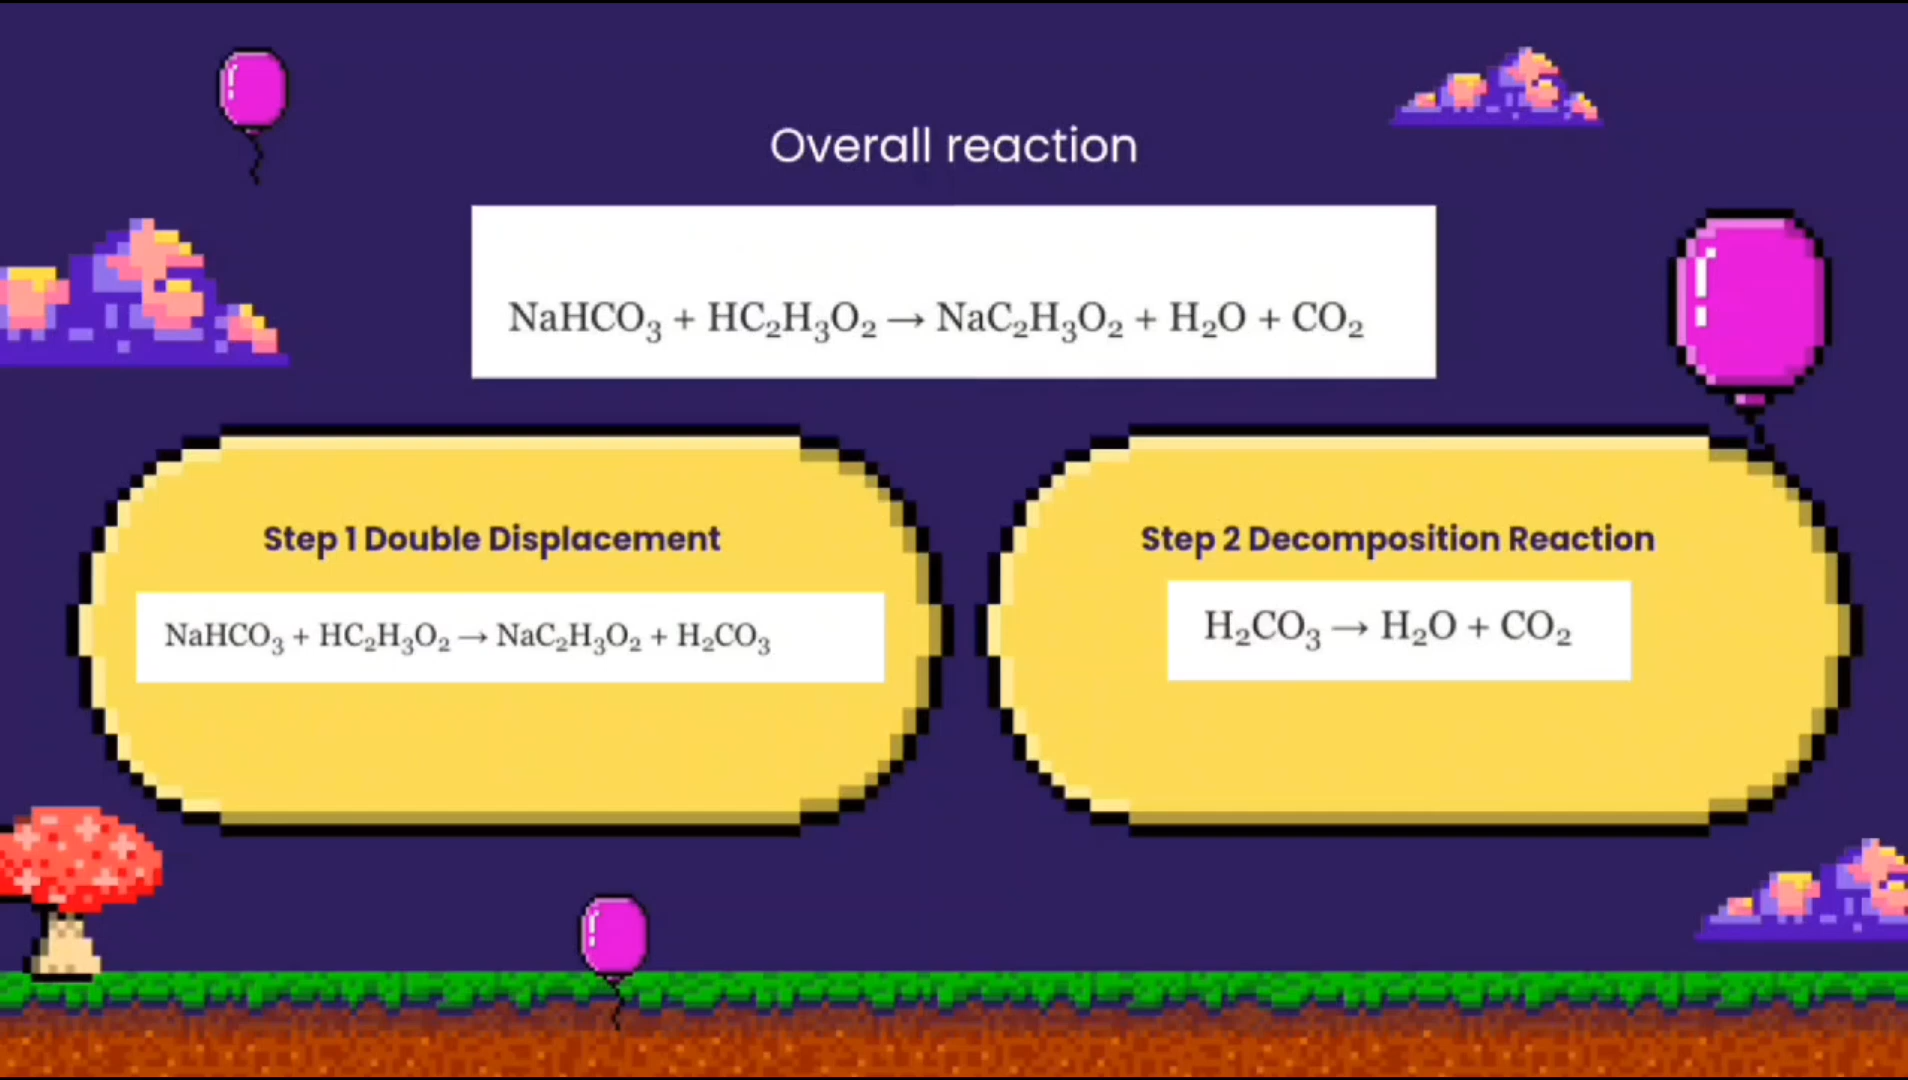 Overall reaction
NaHCO₃ + HC₂H₃O₂ → NaC₂H₃O₂ + H₂O + CO₂
Step 1 Double Displacement
NaHCO₃ + HC₂H₃O₂ → NaC₂H₃O₂ + H₂CO₃
Step 2 Decomposition Reaction
H₂CO₃ → H₂O + CO₂